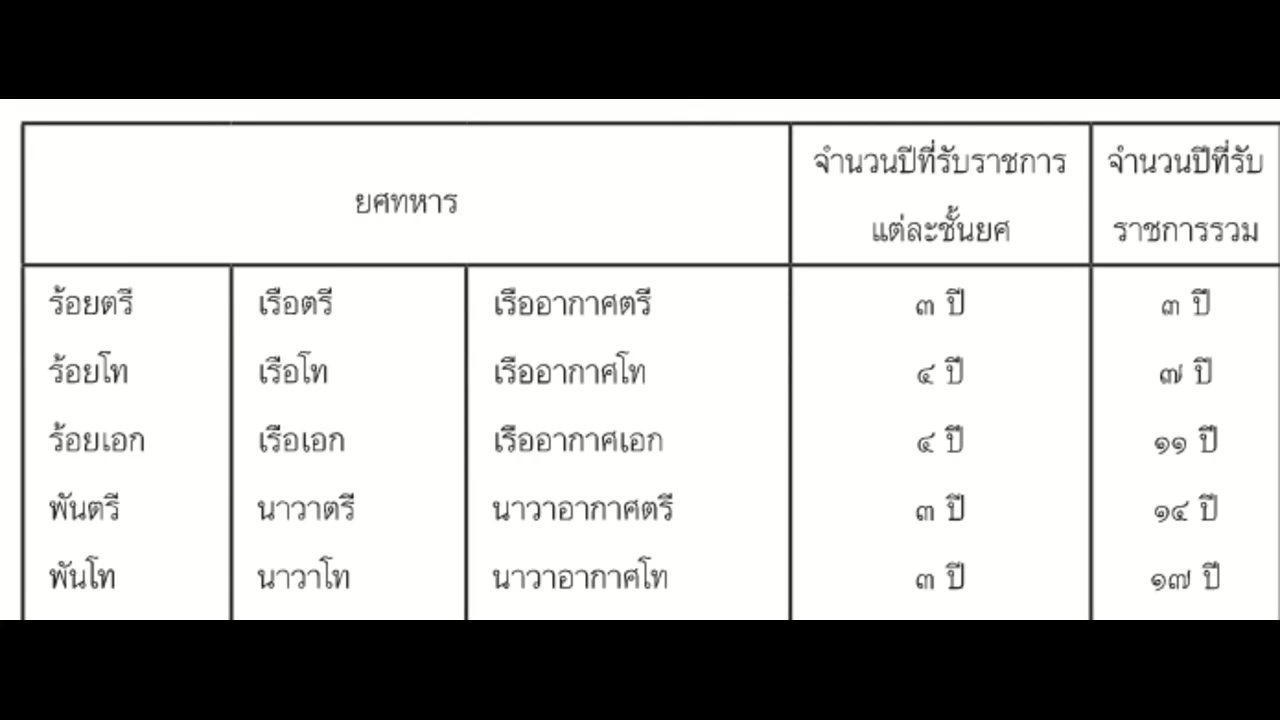 ยศทหาร
จำนวนปีที่รับราชการ
แต่ละชั้นยศ
จำนวนปีที่รับ
ราชการรวม
ร้อยตรี เรือตรี เรืออากาศตรี ๓ ปี ๓ ปี
ร้อยโท เรือโท เรืออากาศโท ๔ ปี ๗ ปี
ร้อยเอก เรือเอก เรืออากาศเอก ๔ ปี ๑๑ ปี
พันตรี นาวาตรี นาวาอากาศตรี ๓ ปี ๑๔ ปี
พันโท นาวาโท นาวาอากาศโท ๓ ปี ๑๗ ปี